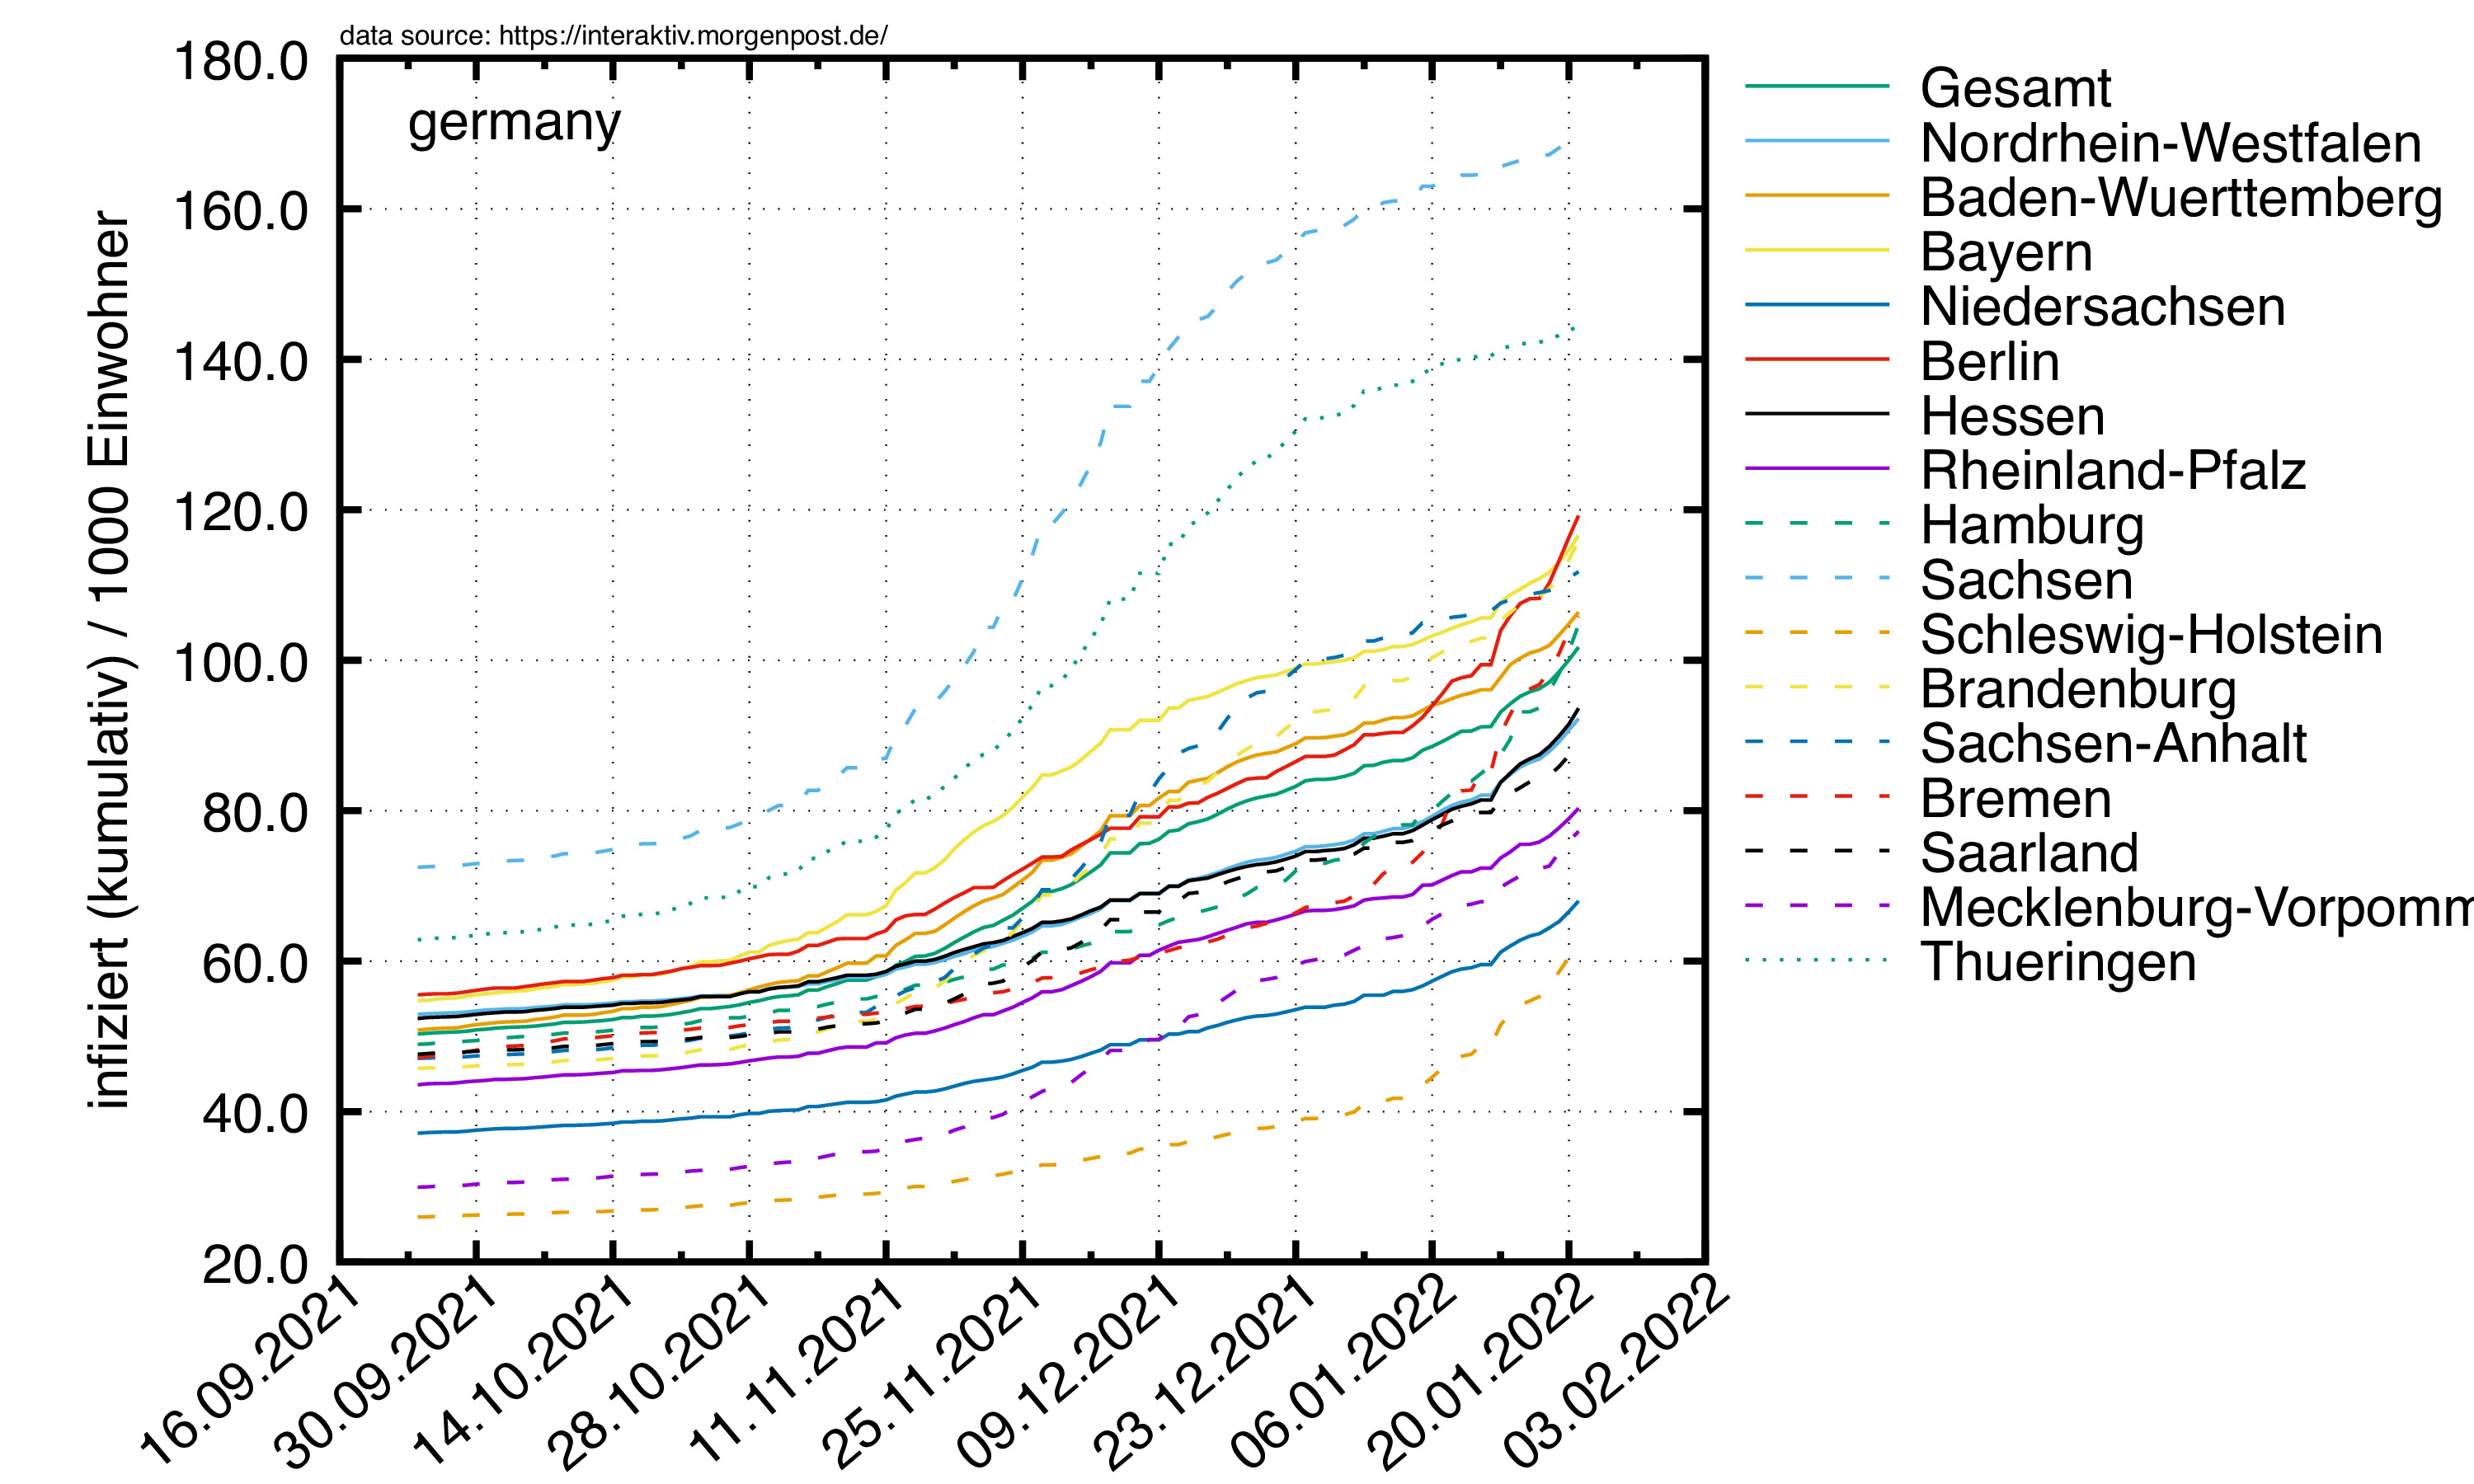 data source: https://interaktiv.morgenpost.de/
180.0
160.0
140.0
120.0
100.0
80.0
60.0
40.0
20.0
infiziert (kumulativ) / 1000 Einwohner
germany
16.09.2021
30.09.2021
14.10.2021
28.10.2021
11.11.2021
25.11.2021
09.12.2021
23.12.2021
06.01.2022
20.01.2022
03.02.2022
Gesamt
Nordrhein-Westfalen
Baden-Wuerttemberg
Bayern
Niedersachsen
Berlin
Hessen
Rheinland-Pfalz
Hamburg
Sachsen
Schleswig-Holstein
Brandenburg
Sachsen-Anhalt
Bremen
Saarland
Mecklenburg-Vorpomm
Thueringen